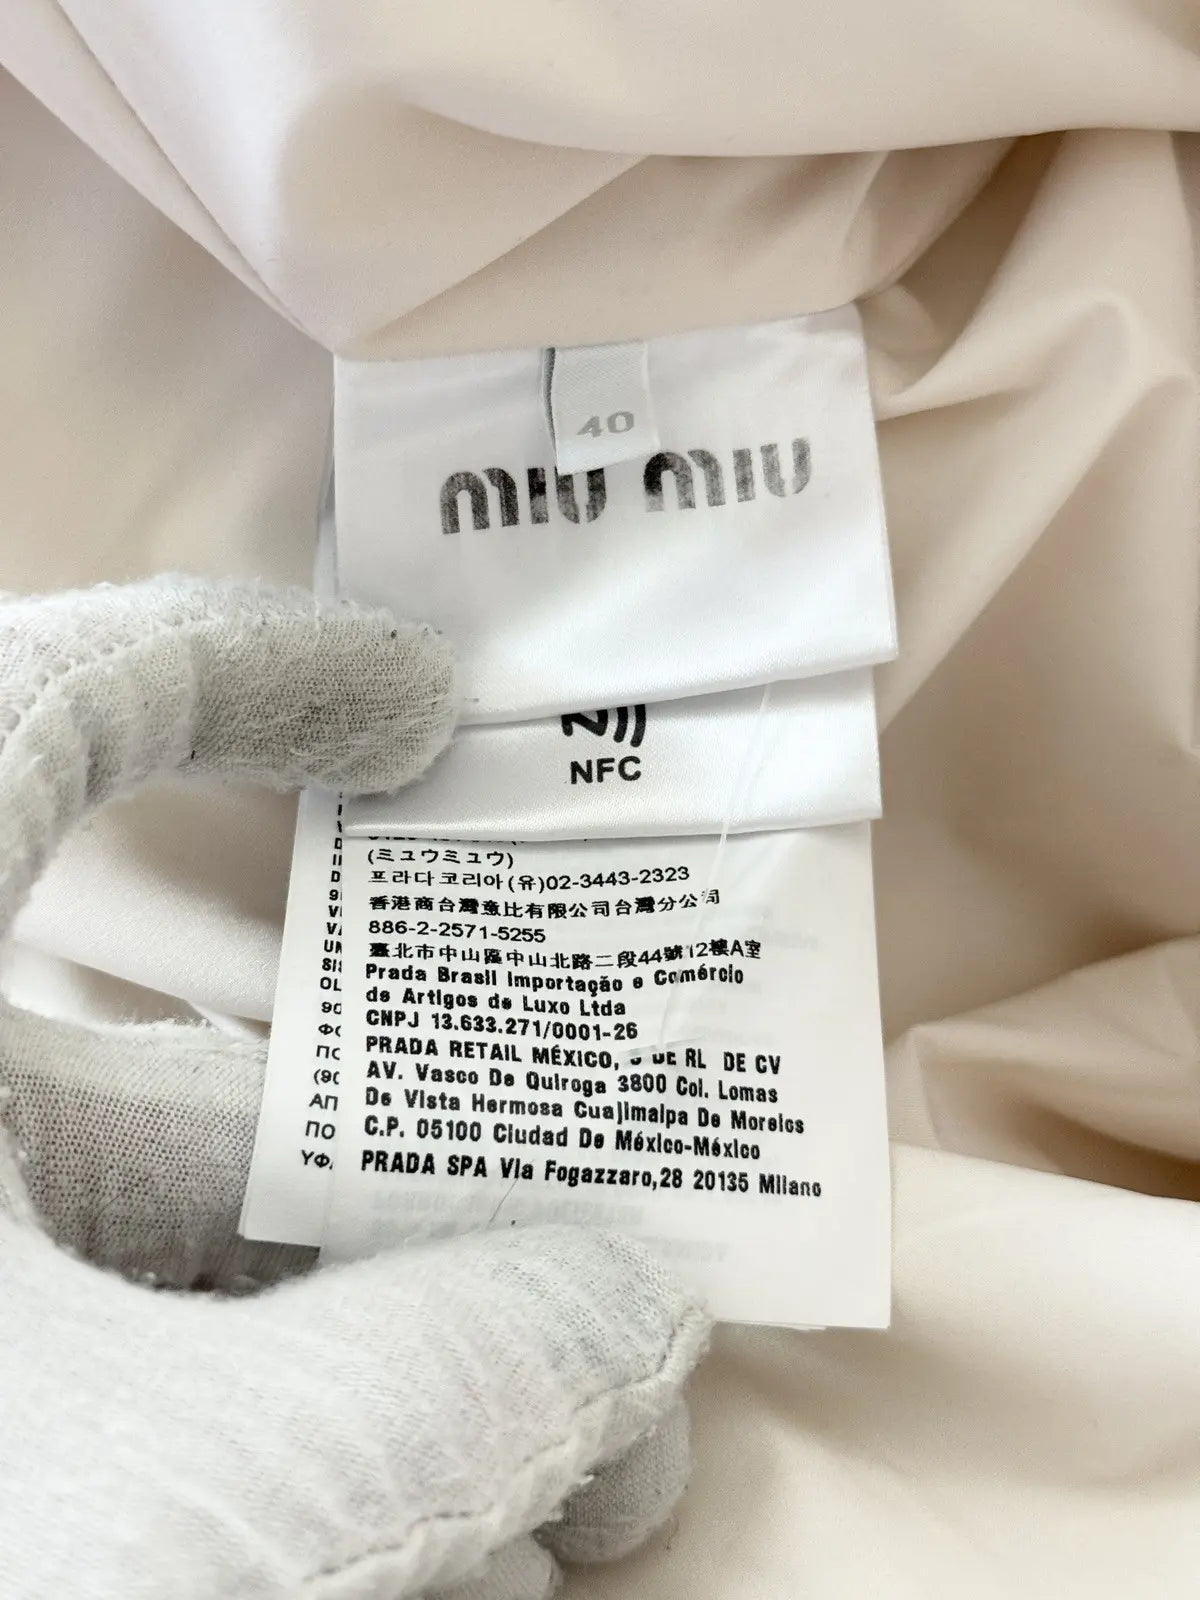 40
miu miu
NFC
(ミュウミュウ)
프라다코리아(유)02-3443-2323
香港商台灣意比有限公司台灣分公司
886-2-2571-5255
臺北市中山區中山北路二段44號12樓A室
Prada Brasil Importação e Comércio
de Artigos de Luxo Ltda
CNPJ 13.633.271/0001-26
PRADA RETAIL MÉXICO, S DE RL DE CV
AV. Vasco De Quiroga 3800 Col. Lomas
De Vista Hermosa Cuajimalpa De Morelos
C.P. 05100 Ciudad De México-México
PRADA SPA Via Fogazzaro,28 20135 Milano